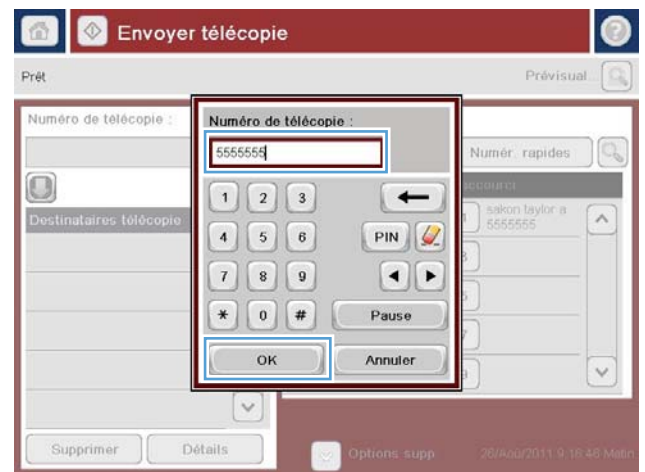 Envoyer télécopie
?
Prêt
Prévisual...
Numéro de télécopie :
Numéro de télécopie :
5555555
Numér. rapides
Destinataires télécopie
1 2 3
4 5 6 PIN
7 8 9
* 0 # Pause
OK Annuler
1 sakon taylor a
5555555
Supprimer Détails
Options supp.
26/Aoû/2011 9:18:46 Matin